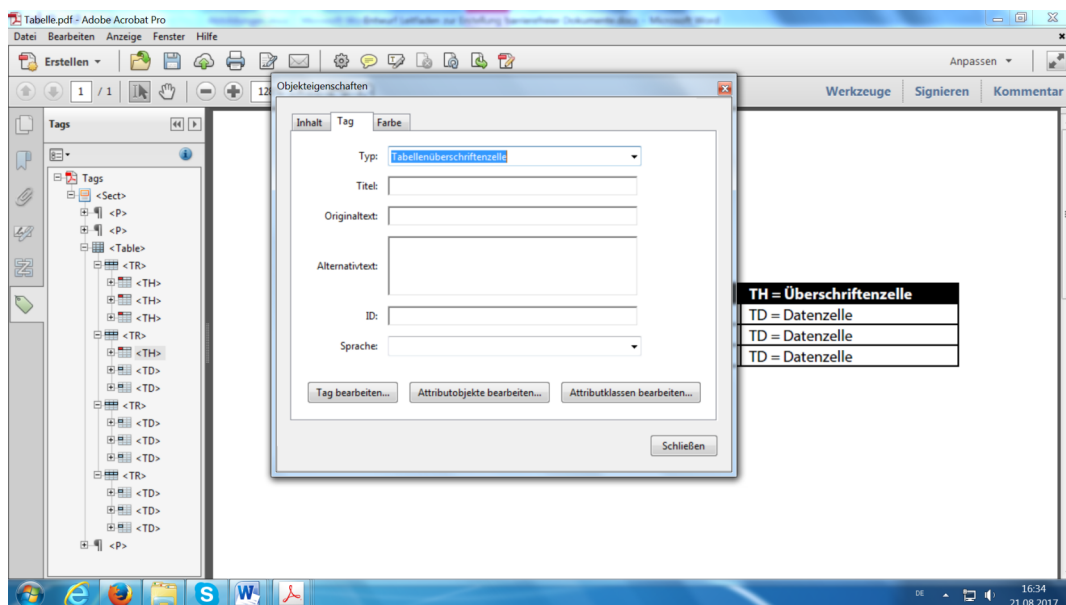 Tabelle.pdf - Adobe Acrobat Pro
Datei Bearbeiten Anzeige Fenster Hilfe
Erstellen
Anpassen
1 / 1
Werkzeuge Signieren Kommentar
Tags
Tags
<Sect>
<P>
<P>
<Table>
<TR>
<TH>
<TH>
<TH>
<TR>
<TH>
<TD>
<TD>
<TR>
<TD>
<TD>
<TD>
<TR>
<TD>
<TD>
<TD>
<P>
Objekteigenschaften
Inhalt Tag Farbe
Typ: Tabellenüberschriftenzelle
Titel:
Originaltext:
Alternativtext:
ID:
Sprache:
Tag bearbeiten... Attributobjekte bearbeiten... Attributklassen bearbeiten...
Schließen
TH = Überschriftenzelle
TD = Datenzelle
TD = Datenzelle
TD = Datenzelle
DE
16:34
21.08.2017